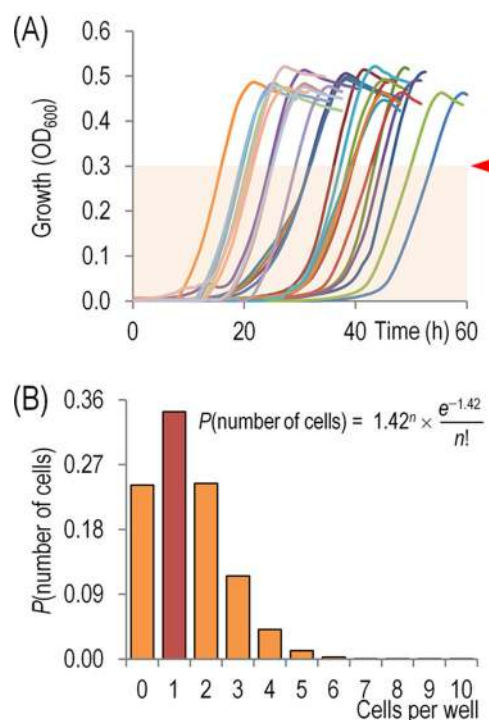 (A)
Growth (OD600)
0.6
0.5
0.4
0.3
0.2
0.1
0.0
0 20 40 Time (h) 60
(B)
P(number of cells) = 1.42ⁿ × e⁻¹·⁴² / n!
P(number of cells)
0.36
0.27
0.18
0.09
0.00
0 1 2 3 4 5 6 7 8 9 10
Cells per well